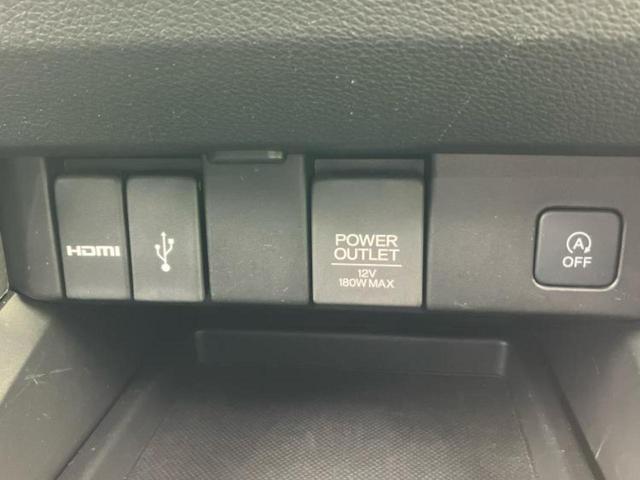 HDMI
POWER
OUTLET
12V
180W MAX
A
OFF